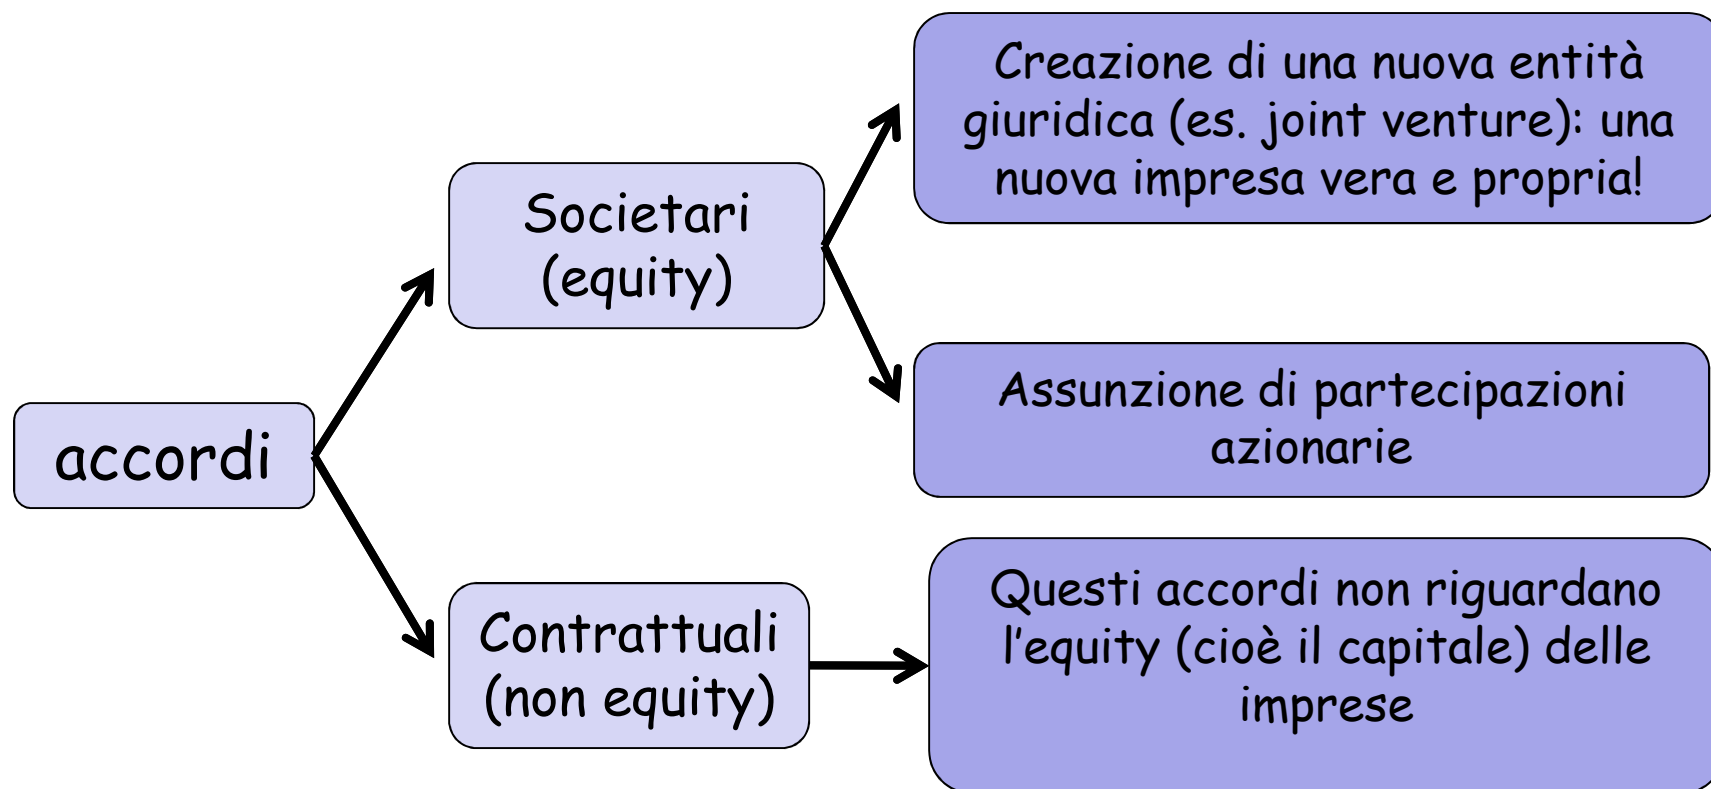 accordi
Societari
(equity)
Creazione di una nuova entità
giuridica (es. joint venture): una
nuova impresa vera e propria!
Assunzione di partecipazioni
azionarie
Contrattuali
(non equity)
Questi accordi non riguardano
l'equity (cioè il capitale) delle
imprese